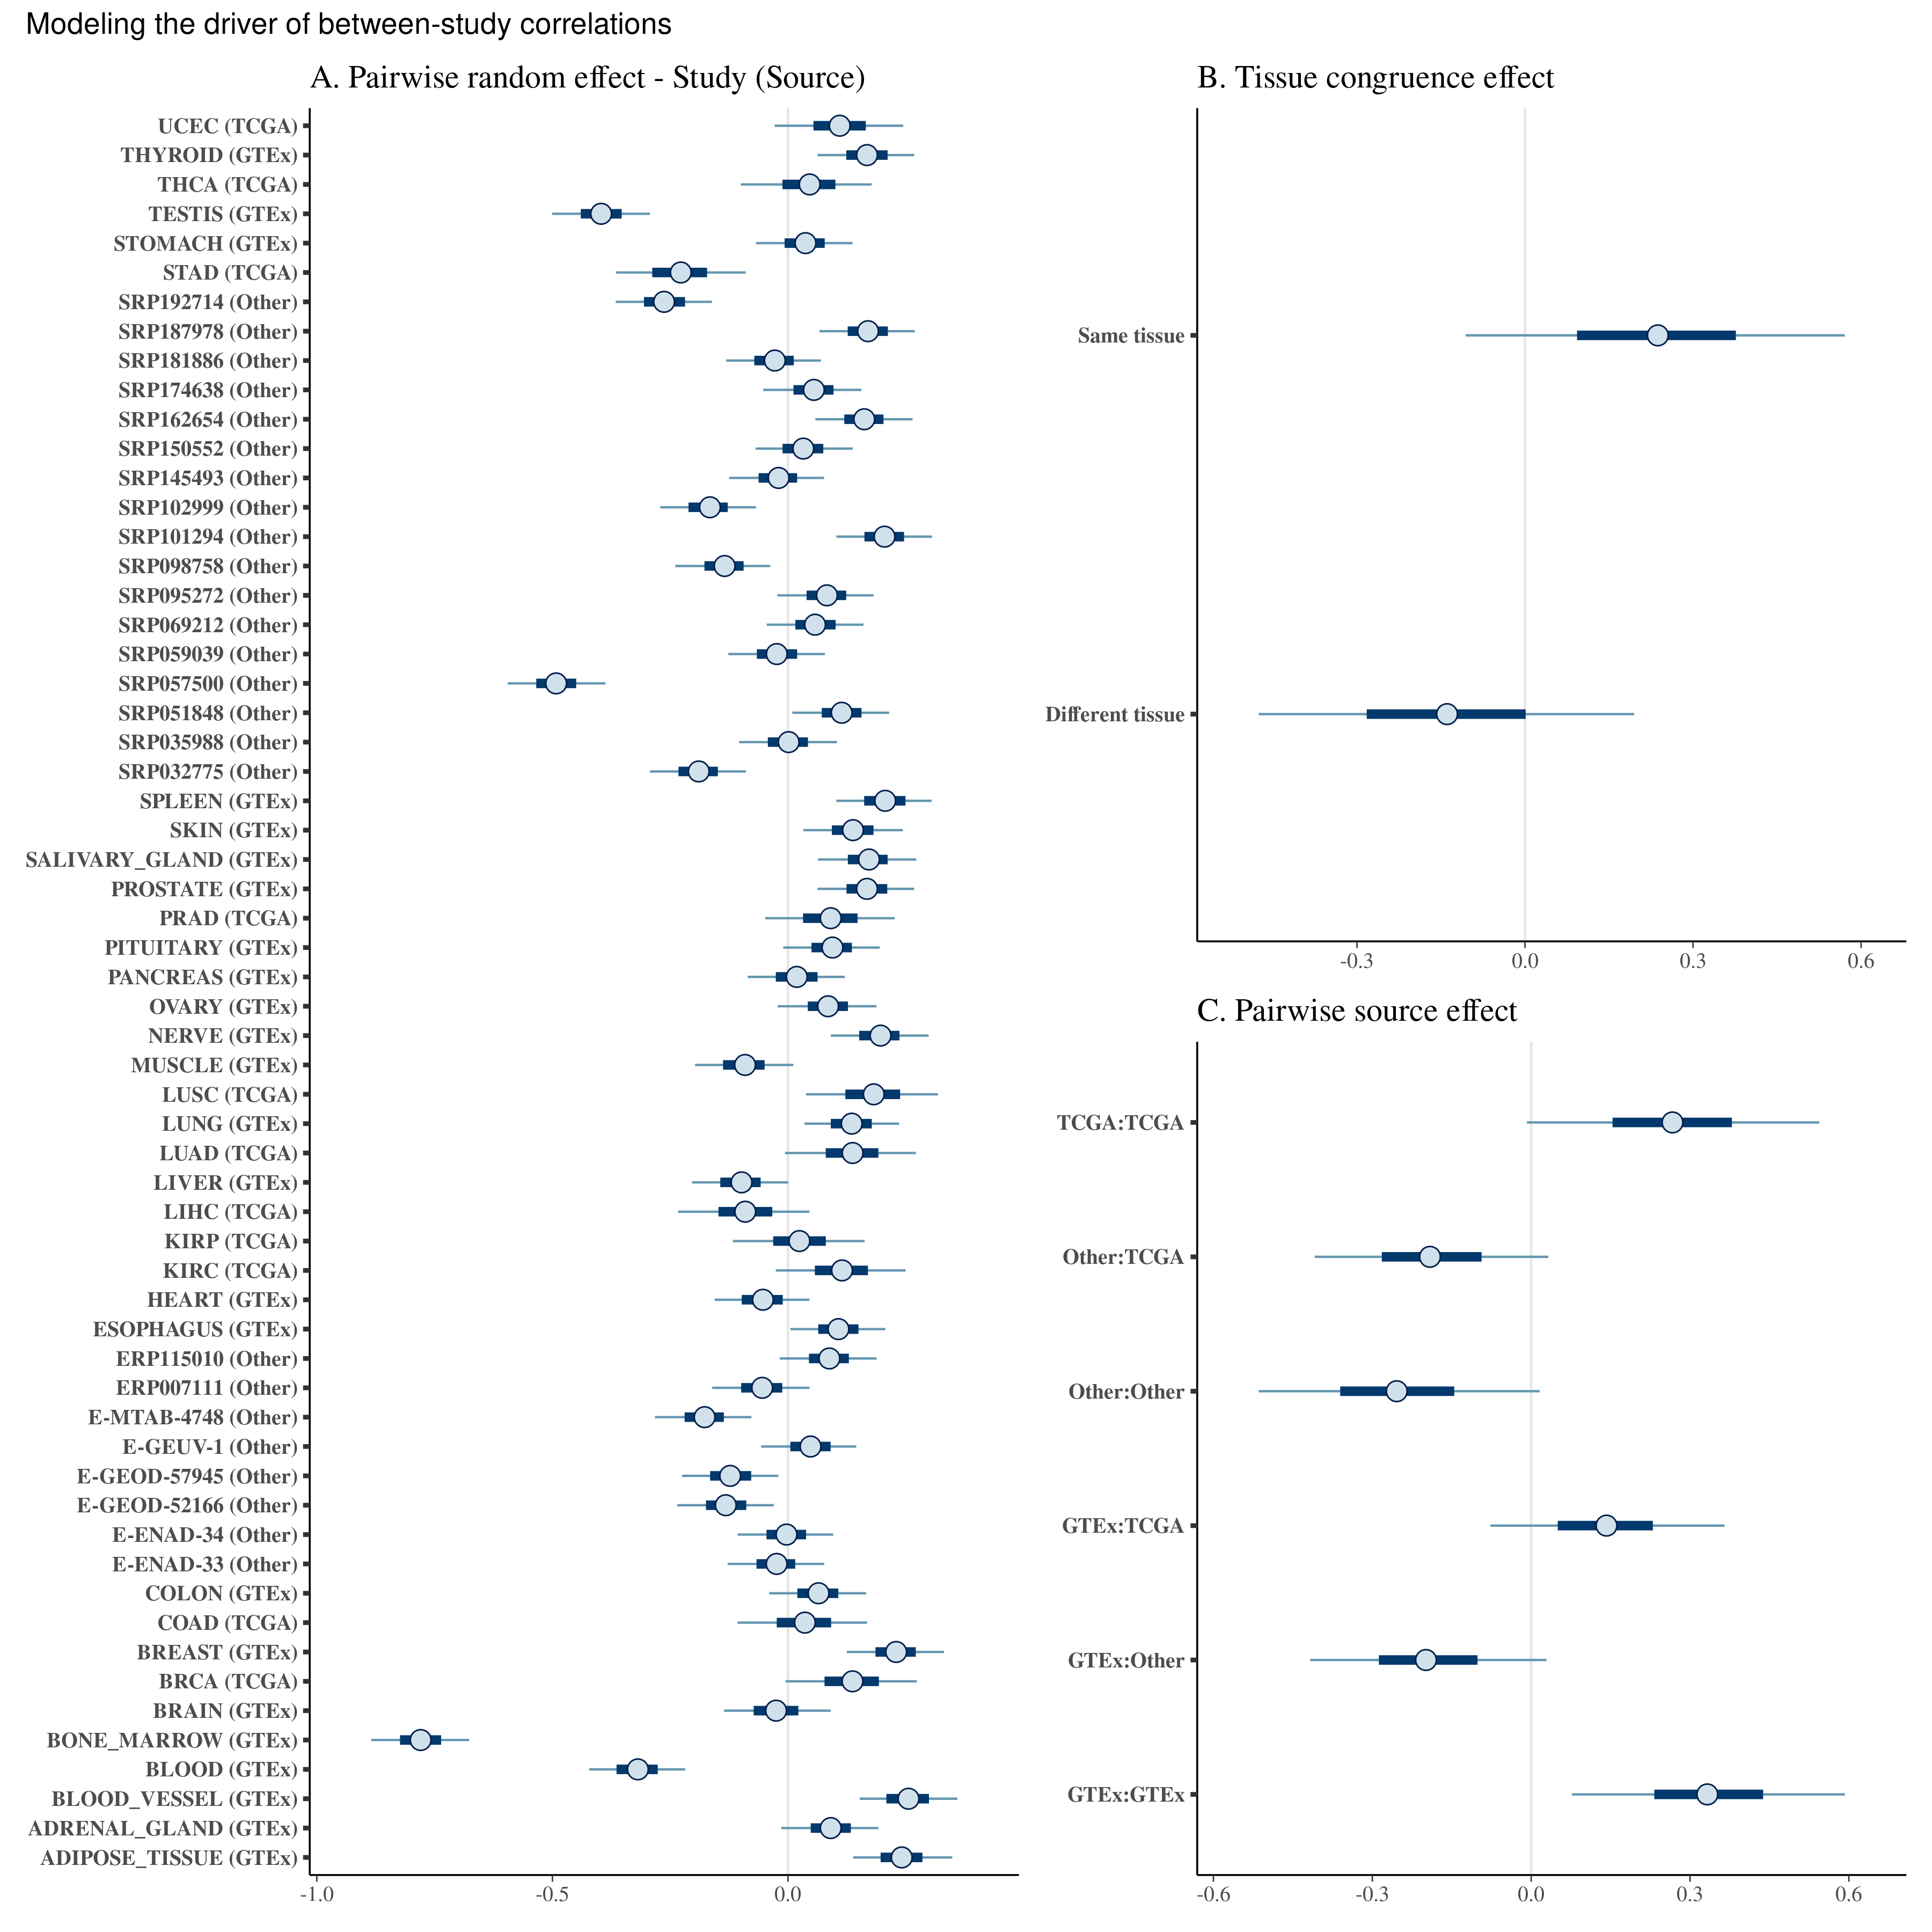 Modeling the driver of between-study correlations
A. Pairwise random effect - Study (Source)
UCEC (TCGA)
THYROID (GTEx)
THCA (TCGA)
TESTIS (GTEx)
STOMACH (GTEx)
STAD (TCGA)
SRP192714 (Other)
SRP187978 (Other)
SRP181886 (Other)
SRP174638 (Other)
SRP162654 (Other)
SRP150552 (Other)
SRP145493 (Other)
SRP102999 (Other)
SRP101294 (Other)
SRP098758 (Other)
SRP095272 (Other)
SRP069212 (Other)
SRP059039 (Other)
SRP057500 (Other)
SRP051848 (Other)
SRP035988 (Other)
SRP032775 (Other)
SPLEEN (GTEx)
SKIN (GTEx)
SALIVARY_GLAND (GTEx)
PROSTATE (GTEx)
PRAD (TCGA)
PITUITARY (GTEx)
PANCREAS (GTEx)
OVARY (GTEx)
NERVE (GTEx)
MUSCLE (GTEx)
LUSC (TCGA)
LUNG (GTEx)
LUAD (TCGA)
LIVER (GTEx)
LIHC (TCGA)
KIRP (TCGA)
KIRC (TCGA)
HEART (GTEx)
ESOPHAGUS (GTEx)
ERP115010 (Other)
ERP007111 (Other)
E-MTAB-4748 (Other)
E-GEUV-1 (Other)
E-GEOD-57945 (Other)
E-GEOD-52166 (Other)
E-ENAD-34 (Other)
E-ENAD-33 (Other)
COLON (GTEx)
COAD (TCGA)
BREAST (GTEx)
BRCA (TCGA)
BRAIN (GTEx)
BONE_MARROW (GTEx)
BLOOD (GTEx)
BLOOD_VESSEL (GTEx)
ADRENAL_GLAND (GTEx)
ADIPOSE_TISSUE (GTEx)
-1.0 -0.5 0.0
B. Tissue congruence effect
Same tissue
Different tissue
-0.3 0.0 0.3 0.6
C. Pairwise source effect
TCGA:TCGA
Other:TCGA
Other:Other
GTEx:TCGA
GTEx:Other
GTEx:GTEx
-0.6 -0.3 0.0 0.3 0.6